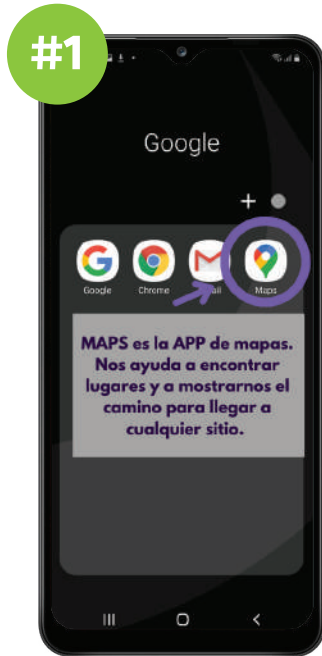 #1
Google
Google Chrome Gmail Maps
MAPS es la APP de mapas.
Nos ayuda a encontrar
lugares y a mostrarnos el
camino para llegar a
cualquier sitio.